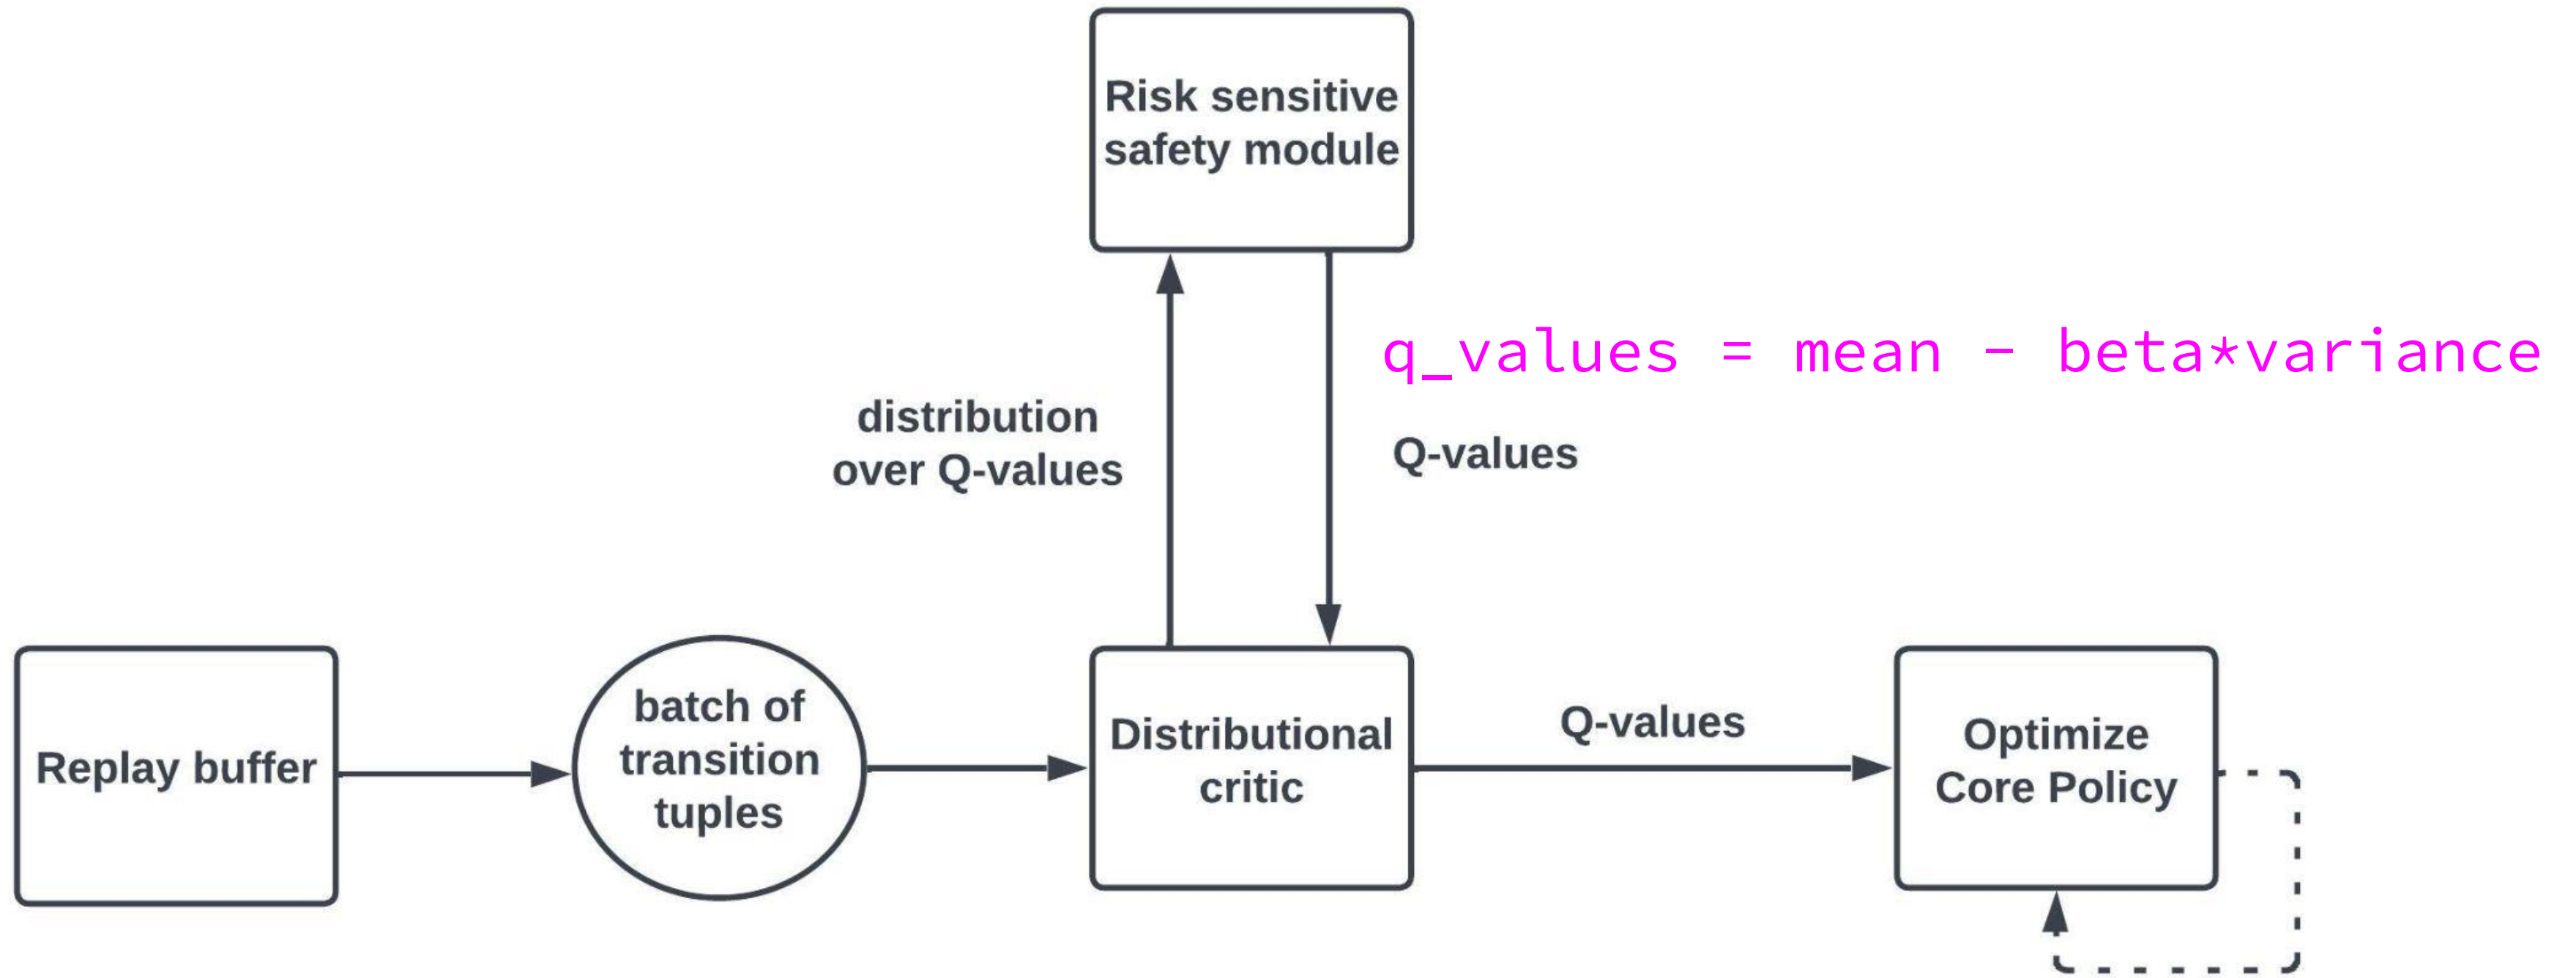 Risk sensitive
safety module
q_values = mean - beta*variance
distribution
over Q-values
Q-values
Replay buffer
batch of
transition
tuples
Distributional
critic
Q-values
Optimize
Core Policy